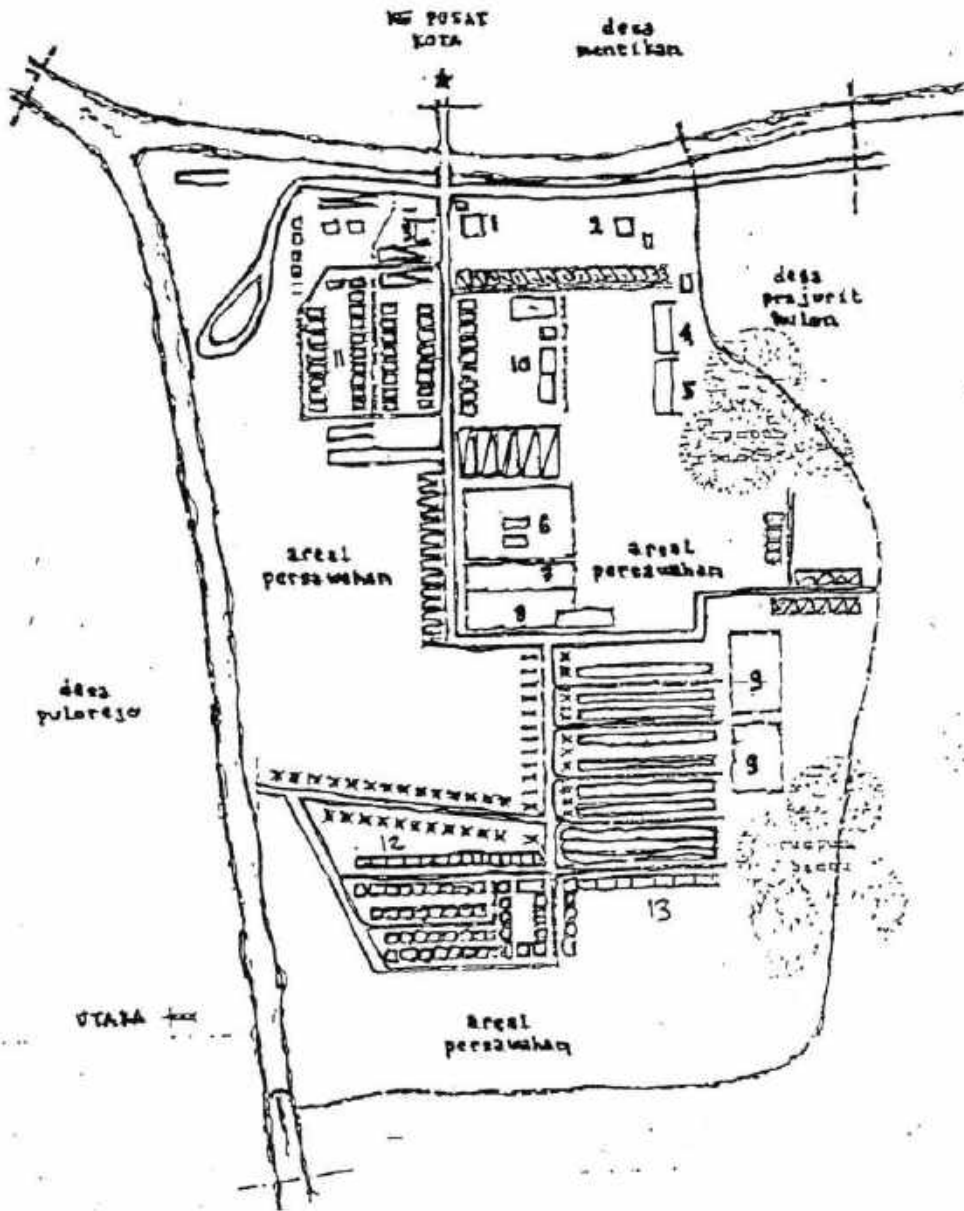 KE PUSAT
KOTA
desa
mentikan
1
2
desa
prajurit
kulon
4
5
10
11
6
areal
persawahan
areal
persawahan
7
8
desa
pulorejo
9
9
12
13
UTARA
areal
persawahan